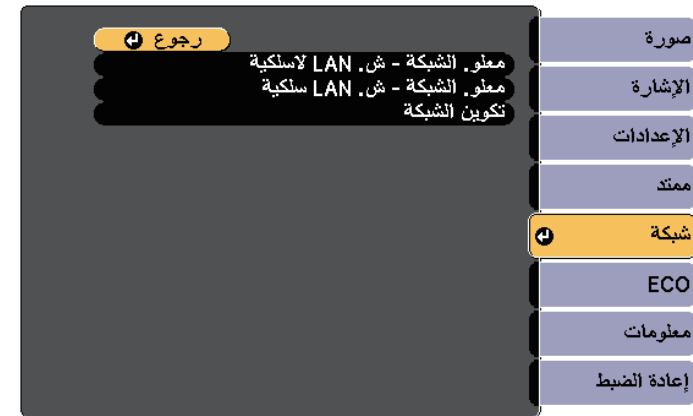 صورة
الإشارة
الإعدادات
ممتد
شبكة
ECO
معلومات
إعادة الضبط
رجوع
معلو. الشبكة - ش. LAN لاسلكية
معلو. الشبكة - ش. LAN سلكية
تكوين الشبكة